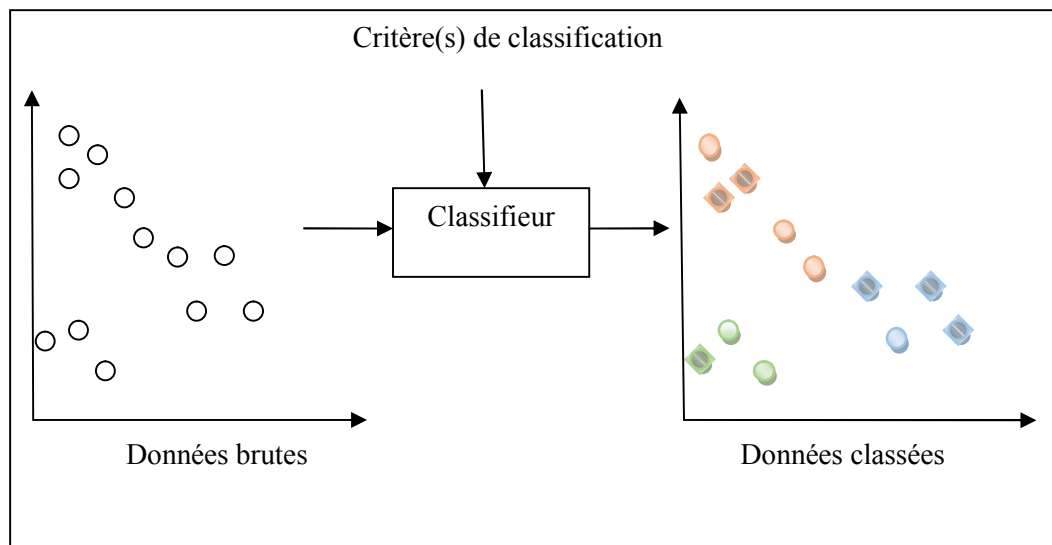 Critère(s) de classification
Classifieur
Données brutes
Données classées